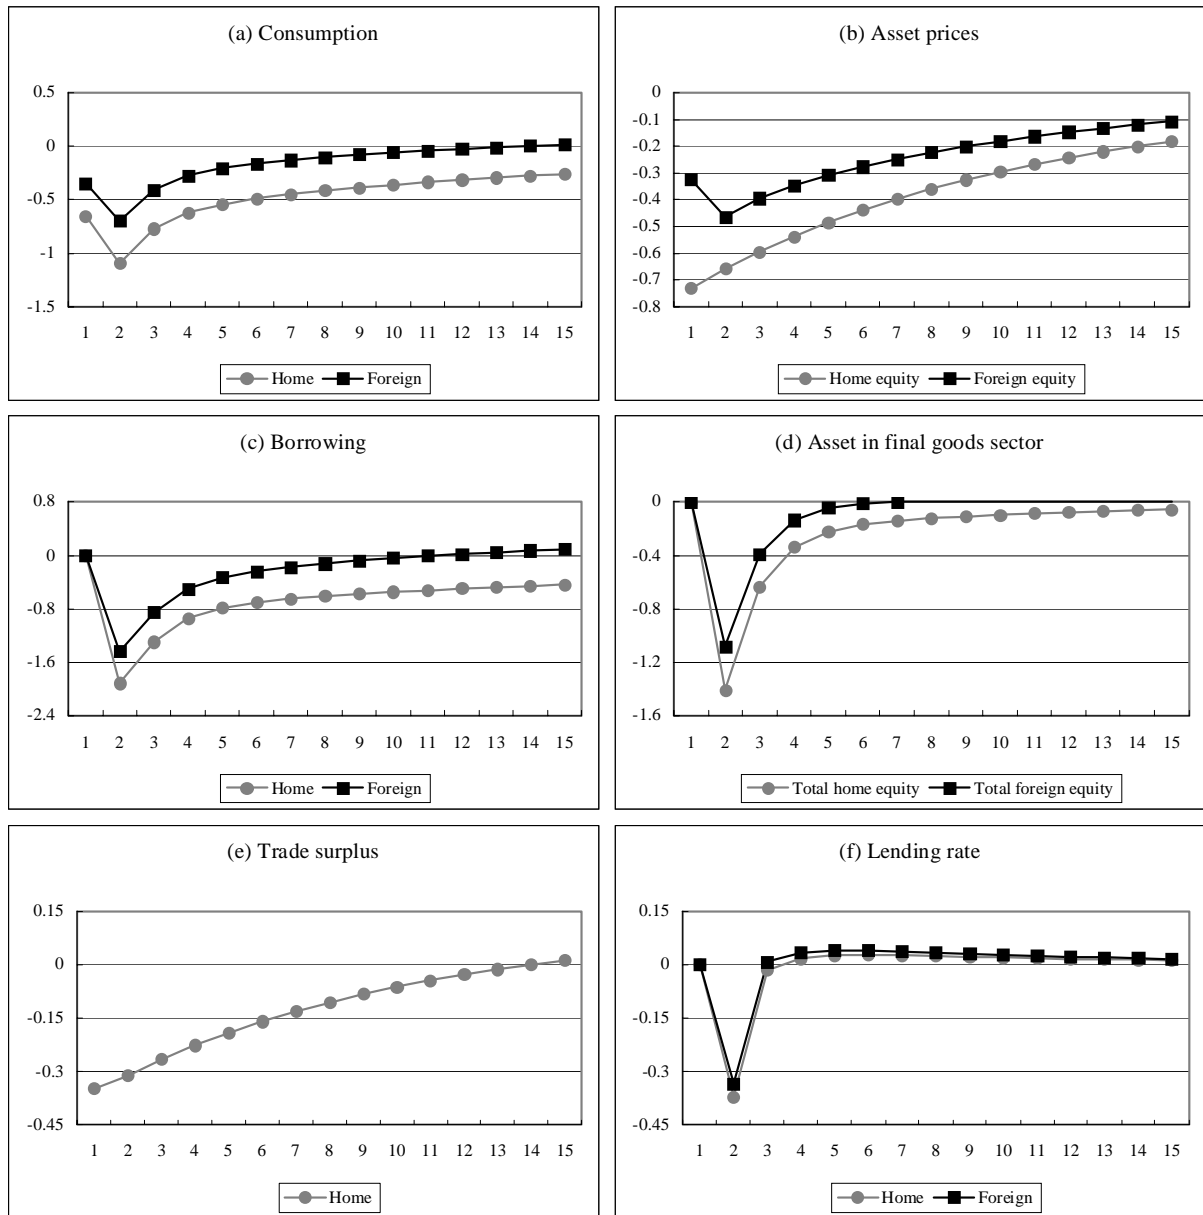 (a) Consumption
0.5
0
-0.5
-1
-1.5
1 2 3 4 5 6 7 8 9 10 11 12 13 14 15
Home Foreign
(b) Asset prices
0
-0.1
-0.2
-0.3
-0.4
-0.5
-0.6
-0.7
-0.8
1 2 3 4 5 6 7 8 9 10 11 12 13 14 15
Home equity Foreign equity
(c) Borrowing
0.8
0
-0.8
-1.6
-2.4
1 2 3 4 5 6 7 8 9 10 11 12 13 14 15
Home Foreign
(d) Asset in final goods sector
0
-0.4
-0.8
-1.2
-1.6
1 2 3 4 5 6 7 8 9 10 11 12 13 14 15
Total home equity Total foreign equity
(e) Trade surplus
0.15
0
-0.15
-0.3
-0.45
1 2 3 4 5 6 7 8 9 10 11 12 13 14 15
Home
(f) Lending rate
0.15
0
-0.15
-0.3
-0.45
1 2 3 4 5 6 7 8 9 10 11 12 13 14 15
Home Foreign